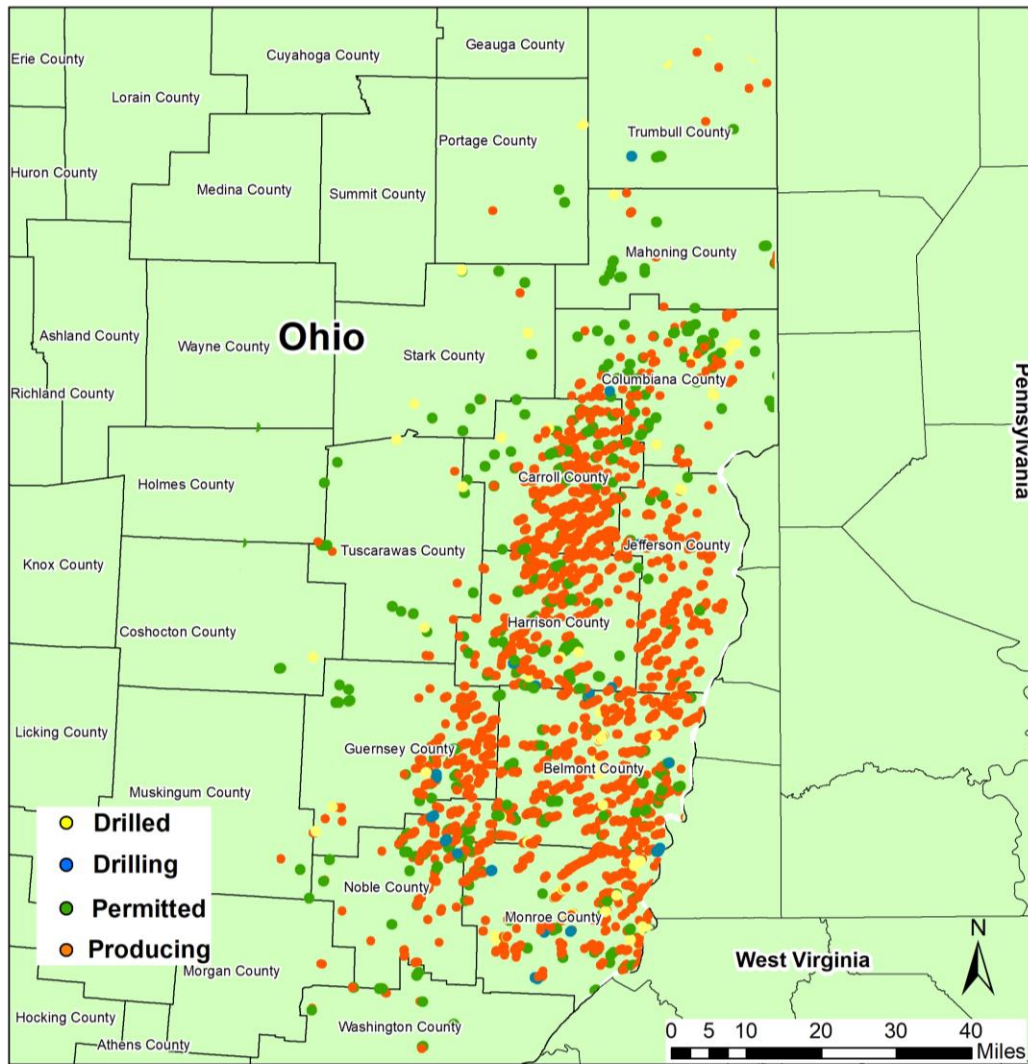 Geauga County
Cuyahoga County
Erie County
Lorain County
Trumbull County
Portage County
Huron County
Medina County
Summit County
Mahoning County
Ashland County
Wayne County
Ohio
Stark County
Columbiana County
Richland County
Pennsylvania
Carroll County
Holmes County
Jefferson County
Tuscarawas County
Knox County
Harrison County
Coshocton County
Licking County
Guernsey County
Belmont County
Muskingum County
Drilled
Drilling
Permitted
Producing
Noble County
Monroe County
N
West Virginia
Morgan County
Hocking County
Washington County
Athens County
0 5 10 20 30 40
Miles